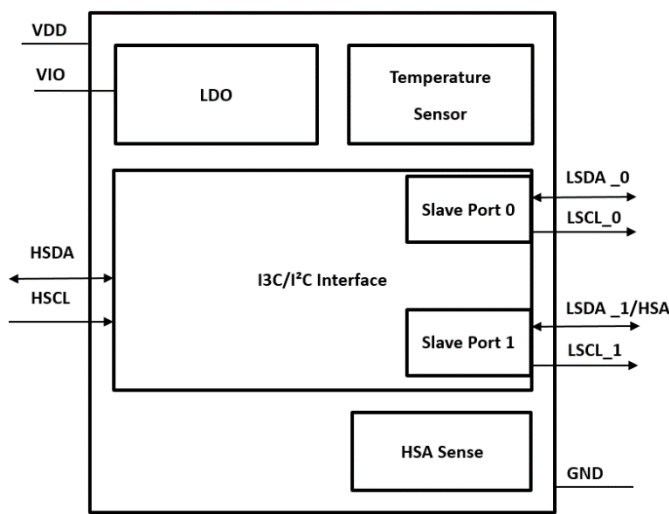 VDD
VIO
LDO
Temperature
Sensor
LSDA _0
Slave Port 0
LSCL_0
HSDA
I3C/I²C Interface
HSCL
LSDA _1/HSA
Slave Port 1
LSCL_1
HSA Sense
GND